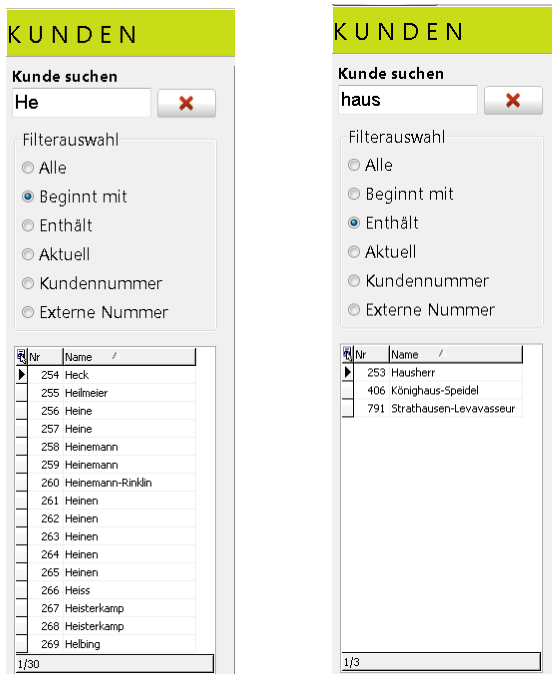 KUNDEN
Kunde suchen
He
Filterauswahl
Alle
Beginnt mit
Enthält
Aktuell
Kundennummer
Externe Nummer
Nr Name
254 Heck
255 Heilmeier
256 Heine
257 Heine
258 Heinemann
259 Heinemann
260 Heinemann-Rinklin
261 Heinen
262 Heinen
263 Heinen
264 Heinen
265 Heinen
266 Heiss
267 Heisterkamp
268 Heisterkamp
269 Helbing
1/30
KUNDEN
Kunde suchen
haus
Filterauswahl
Alle
Beginnt mit
Enthält
Aktuell
Kundennummer
Externe Nummer
Nr Name
253 Hausherr
406 Könighaus-Speidel
791 Strathausen-Levavasseur
1/3